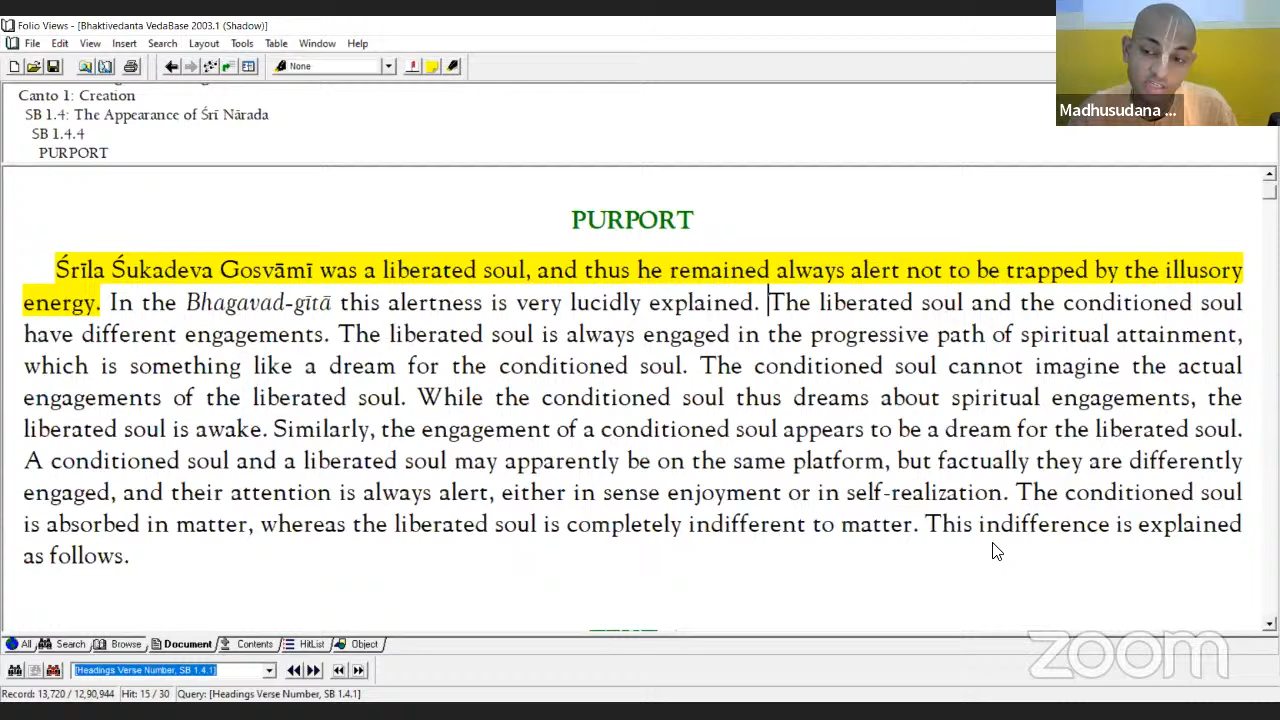 Folio Views - [Bhaktivedanta VedaBase 2003.1 (Shadow)]
File Edit View Insert Search Layout Tools Table Window Help
None
Madhusudana ...
Canto 1: Creation
SB 1.4: The Appearance of Śrī Nārada
SB 1.4.4
PURPORT
PURPORT
Śrīla Śukadeva Gosvāmī was a liberated soul, and thus he remained always alert not to be trapped by the illusory
energy. In the Bhagavad-gītā this alertness is very lucidly explained. The liberated soul and the conditioned soul
have different engagements. The liberated soul is always engaged in the progressive path of spiritual attainment,
which is something like a dream for the conditioned soul. The conditioned soul cannot imagine the actual
engagements of the liberated soul. While the conditioned soul thus dreams about spiritual engagements, the
liberated soul is awake. Similarly, the engagement of a conditioned soul appears to be a dream for the liberated soul.
A conditioned soul and a liberated soul may apparently be on the same platform, but factually they are differently
engaged, and their attention is always alert, either in sense enjoyment or in self-realization. The conditioned soul
is absorbed in matter, whereas the liberated soul is completely indifferent to matter. This indifference is explained
as follows.
All Search Browse Document Contents HitList Object
[Headings Verse Number, SB 1.4.1]
zoom
Record: 13,720 / 12,90,944 Hit: 15 / 30 Query: [Headings Verse Number, SB 1.4.1]